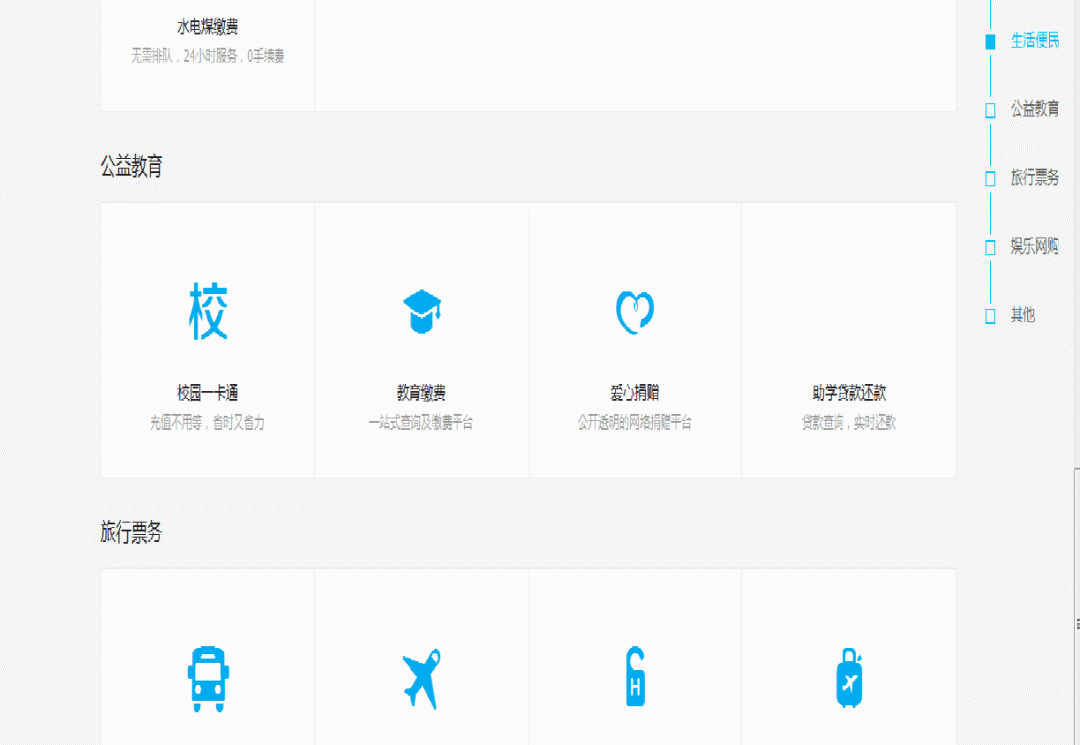 水电煤缴费
无需排队，24小时服务，0手续费
生活便民
公益教育
旅行票务
娱乐网购
其他
公益教育
校
校园一卡通
充值不用等，省时又省力
教育缴费
一站式查询及缴费平台
爱心捐赠
公开透明的网络捐赠平台
助学贷款还款
贷款查询，实时还款
旅行票务
H